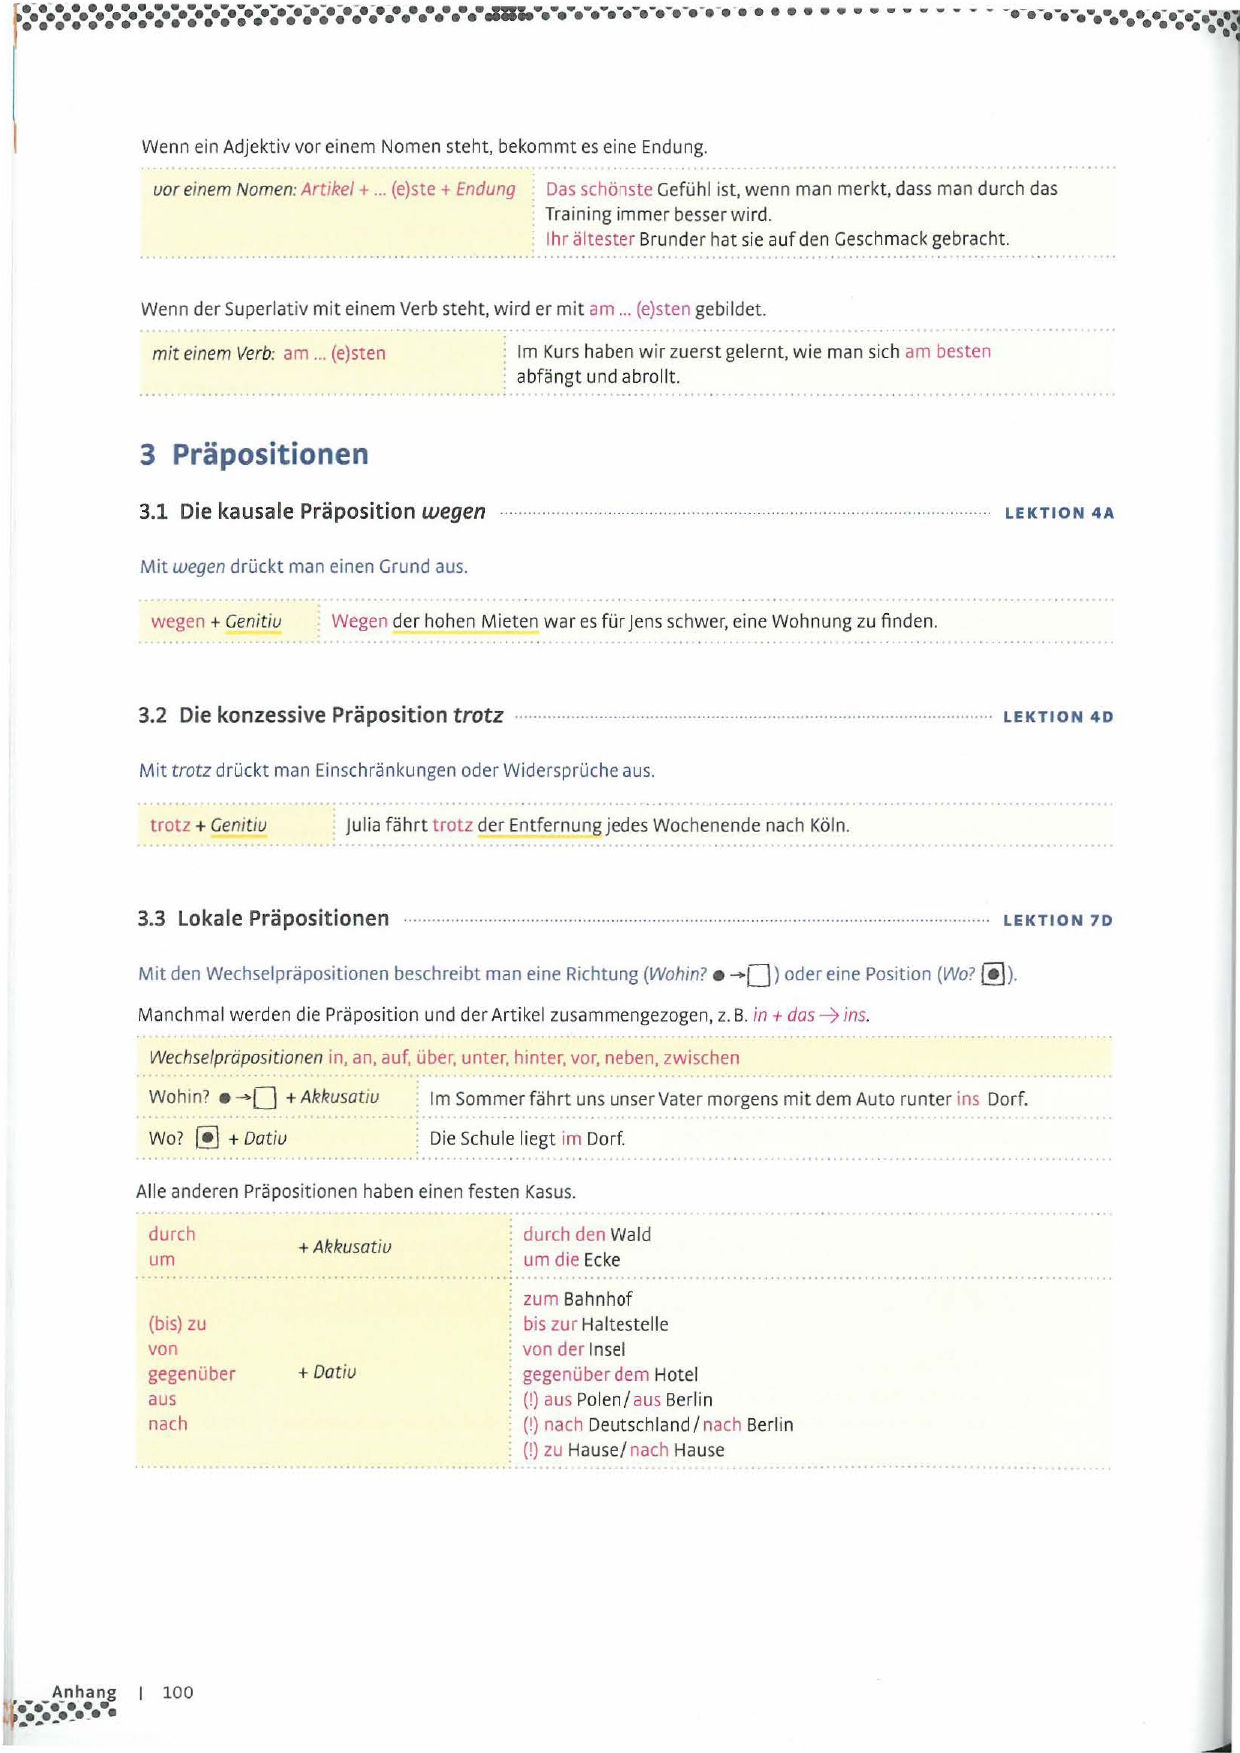 Wenn ein Adjektiv vor einem Nomen steht, bekommt es eine Endung.
vor einem Nomen: Artikel + ... (e)ste + Endung
Das schönste Gefühl ist, wenn man merkt, dass man durch das
Training immer besser wird.
Ihr ältester Brunder hat sie auf den Geschmack gebracht.
Wenn der Superlativ mit einem Verb steht, wird er mit am ... (e)sten gebildet.
mit einem Verb: am ... (e)sten
Im Kurs haben wir zuerst gelernt, wie man sich am besten
abfängt und abrollt.
3 Präpositionen
3.1 Die kausale Präposition wegen LEKTION 4A
Mit wegen drückt man einen Grund aus.
wegen + Genitiv Wegen der hohen Mieten war es für Jens schwer, eine Wohnung zu finden.
3.2 Die konzessive Präposition trotz LEKTION 4D
Mit trotz drückt man Einschränkungen oder Widersprüche aus.
trotz + Genitiv Julia fährt trotz der Entfernung jedes Wochenende nach Köln.
3.3 Lokale Präpositionen LEKTION 7D
Mit den Wechselpräpositionen beschreibt man eine Richtung (Wohin? ● →□) oder eine Position (Wo? ▣).
Manchmal werden die Präposition und der Artikel zusammengezogen, z. B. in + das → ins.
Wechselpräpositionen in, an, auf, über, unter, hinter, vor, neben, zwischen
Wohin? ● →□ + Akkusativ Im Sommer fährt uns unser Vater morgens mit dem Auto runter ins Dorf.
Wo? ▣ + Dativ Die Schule liegt im Dorf.
Alle anderen Präpositionen haben einen festen Kasus.
durch
um
+ Akkusativ
durch den Wald
um die Ecke
(bis) zu
von
gegenüber
aus
nach
+ Dativ
zum Bahnhof
bis zur Haltestelle
von der Insel
gegenüber dem Hotel
(!) aus Polen / aus Berlin
(!) nach Deutschland / nach Berlin
(!) zu Hause / nach Hause
Anhang | 100